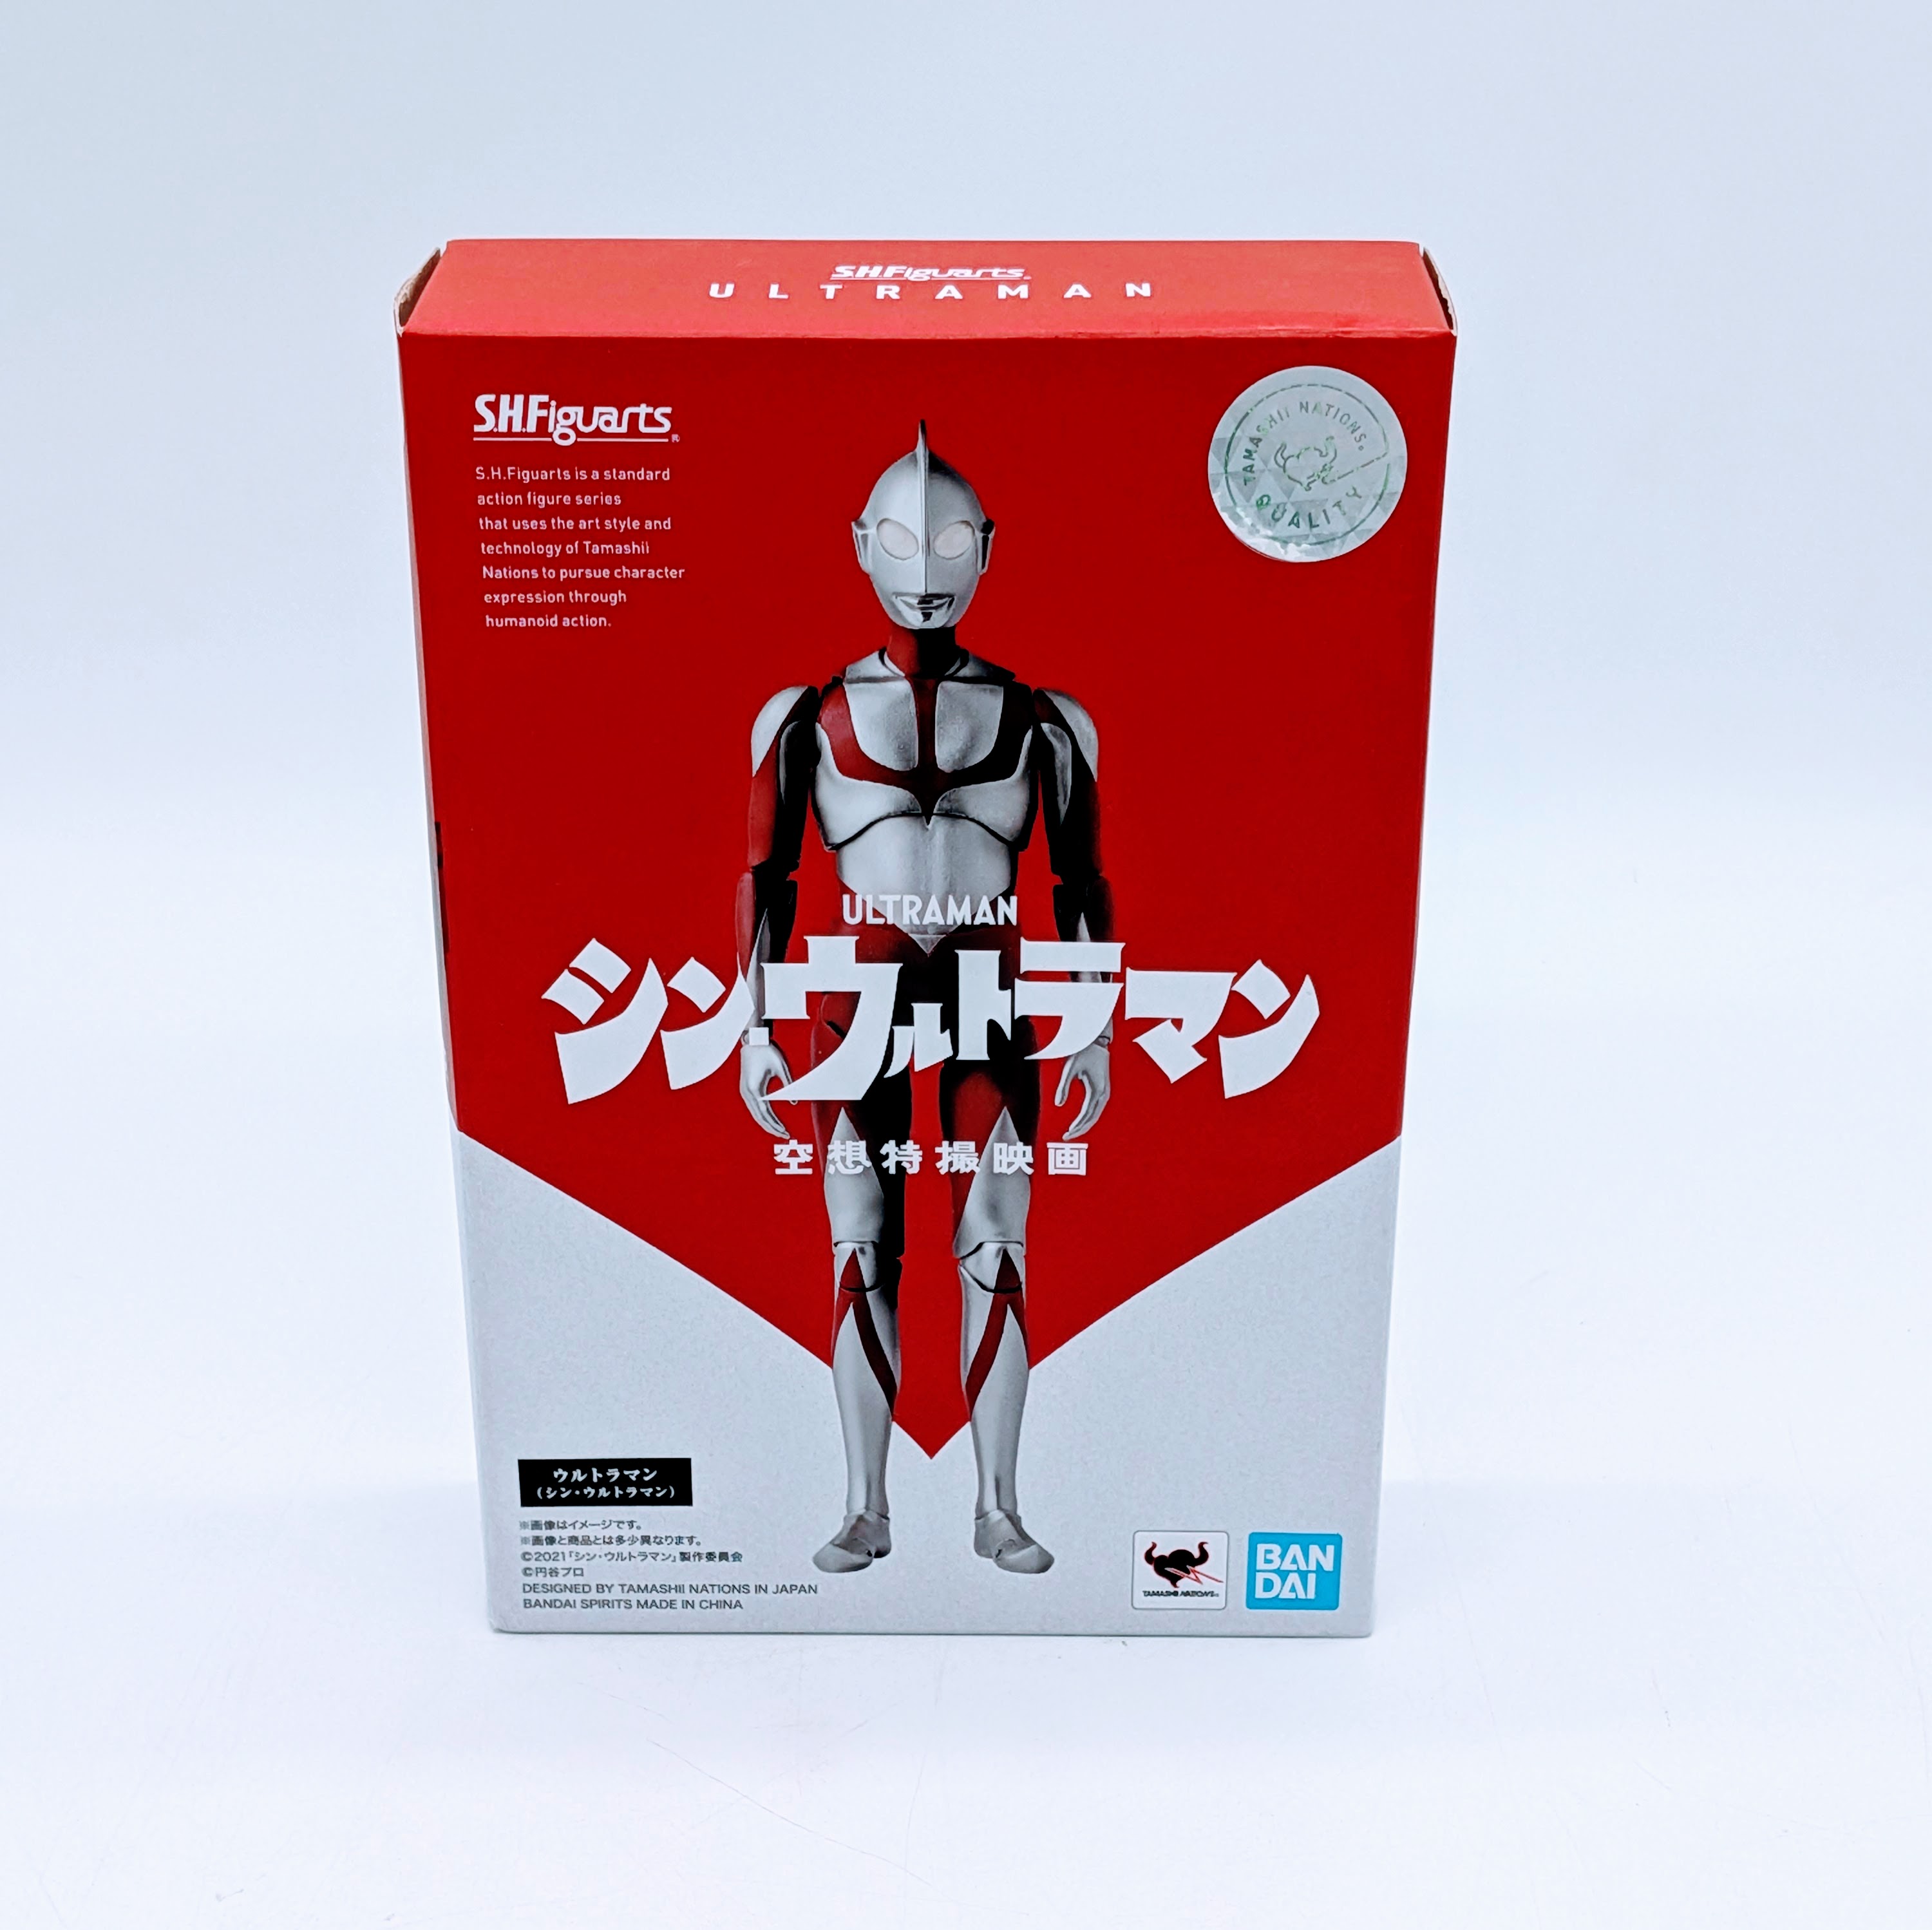 S.H.Figuarts
ULTRAMAN
S.H.Figuarts®
S.H.Figuarts is a standard
action figure series
that uses the art style and
technology of Tamashii
Nations to pursue character
expression through
humanoid action.
TAMASHII NATIONS®
QUALITY
ULTRAMAN
シン・ウルトラマン
空想特撮映画
ウルトラマン
(シン・ウルトラマン)
※画像はイメージです。
※画像と商品とは多少異なります。
©2021「シン・ウルトラマン」製作委員会
©円谷プロ
DESIGNED BY TAMASHII NATIONS IN JAPAN
BANDAI SPIRITS MADE IN CHINA
TAMASHII NATIONS
BAN
DAI